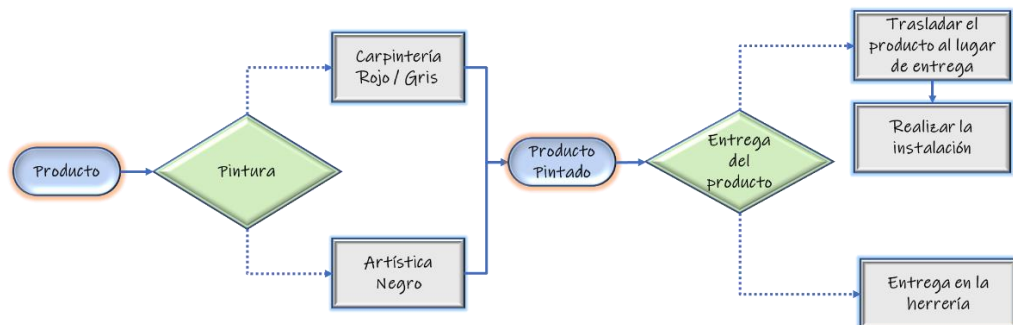 Producto
Pintura
Carpintería
Rojo / Gris
Artística
Negro
Producto
Pintado
Entrega
del
producto
Trasladar el
producto al lugar
de entrega
Realizar la
instalación
Entrega en la
herrería